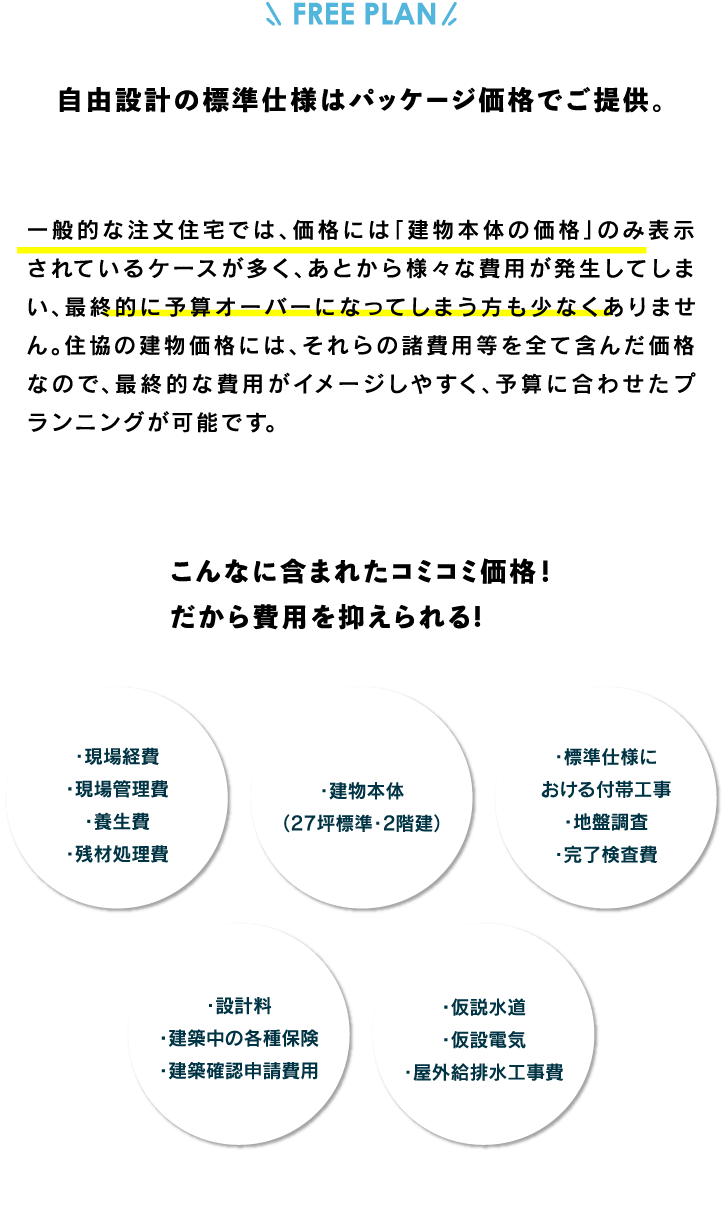 FREE PLAN
自由設計の標準仕様はパッケージ価格でご提供。
一般的な注文住宅では、価格には「建物本体の価格」のみ表示
されているケースが多く、あとから様々な費用が発生してしま
い、最終的に予算オーバーになってしまう方も少なくありませ
ん。住協の建物価格には、それらの諸費用等を全て含んだ価格
なので、最終的な費用がイメージしやすく、予算に合わせたプ
ランニングが可能です。
こんなに含まれたコミコミ価格！
だから費用を抑えられる！
・現場経費
・現場管理費
・養生費
・残材処理費
・建物本体
（27坪標準・2階建）
・標準仕様に
おける付帯工事
・地盤調査
・完了検査費
・設計料
・建築中の各種保険
・建築確認申請費用
・仮説水道
・仮設電気
・屋外給排水工事費